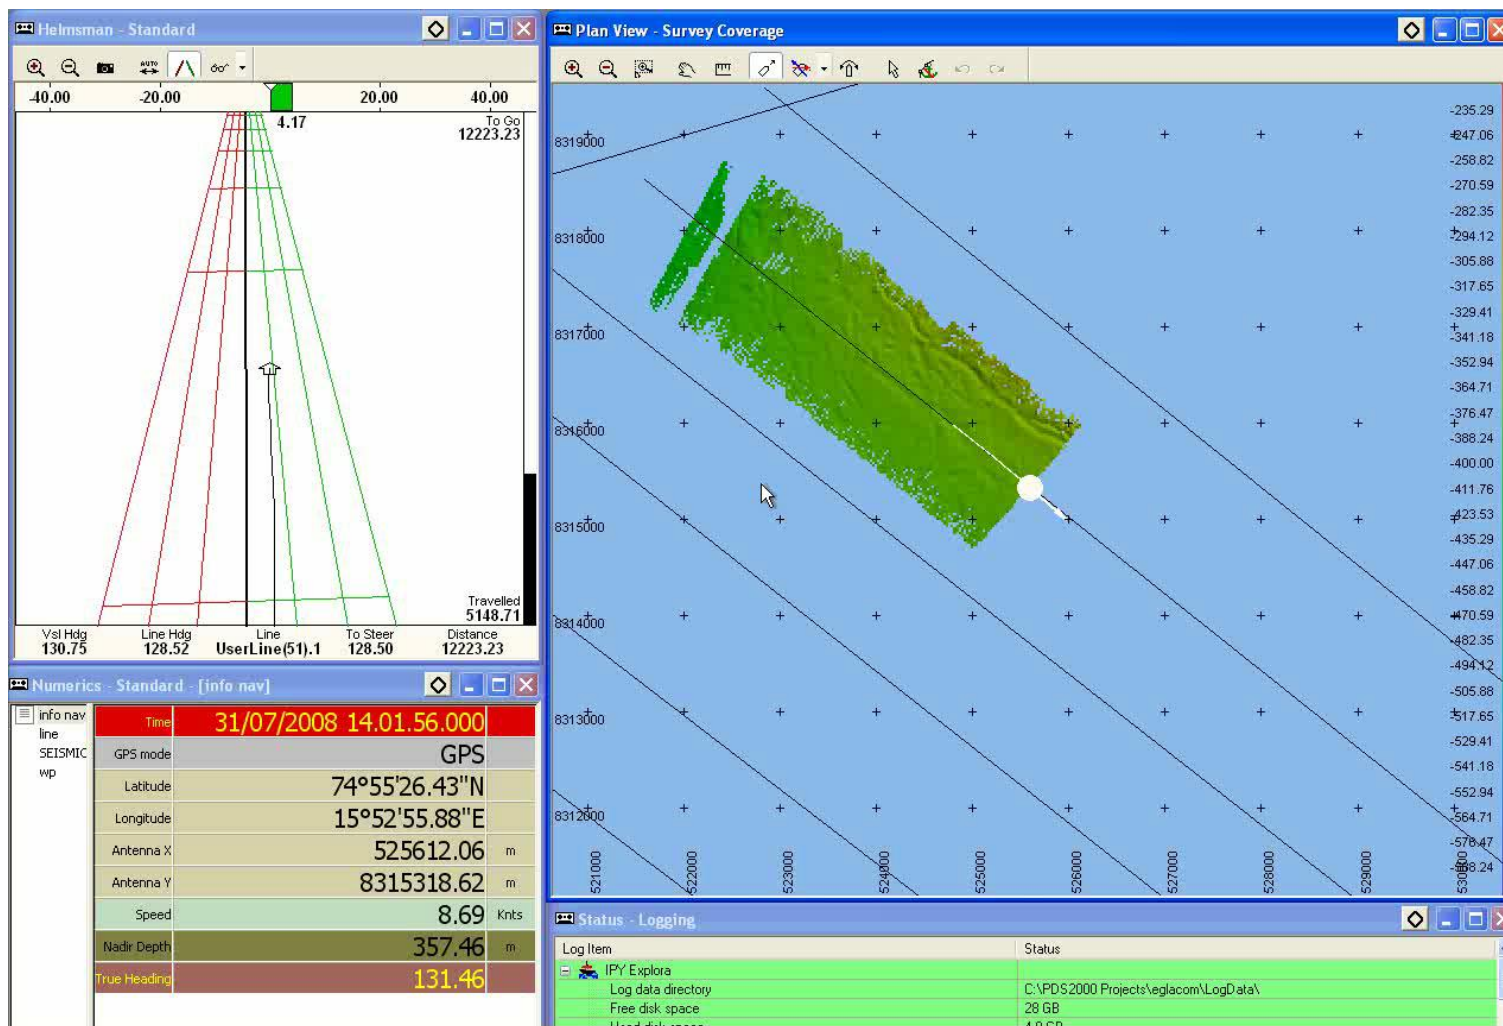 Helmsman - Standard
AUTO
-40.00 -20.00 20.00 40.00
4.17
To Go
12223.23
Travelled
5148.71
Vsl Hdg Line Hdg Line To Steer Distance
130.75 128.52 UserLine(51).1 128.50 12223.23
Numerics - Standard - [info nav]
info nav
line
SEISMIC
wp
Time 31/07/2008 14.01.56.000
GPS mode GPS
Latitude 74°55'26.43"N
Longitude 15°52'55.88"E
Antenna X 525612.06 m
Antenna Y 8315318.62 m
Speed 8.69 Knts
Nadir Depth 357.46 m
True Heading 131.46
Plan View - Survey Coverage
8319000
8318000
8317000
8316000
8315000
8314000
8313000
8312000
521000
522000
523000
524000
525000
526000
527000
528000
529000
530000
-235.29
-247.06
-258.82
-270.59
-282.35
-294.12
-305.88
-317.65
-329.41
-341.18
-352.94
-364.71
-376.47
-388.24
-400.00
-411.76
-423.53
-435.29
-447.06
-458.82
-470.59
-482.35
-494.12
-505.88
-517.65
-529.41
-541.18
-552.94
-564.71
-576.47
-588.24
Status - Logging
Log Item Status
IPY Explora
Log data directory C:\PDS2000 Projects\eglacom\LogData\
Free disk space 28 GB